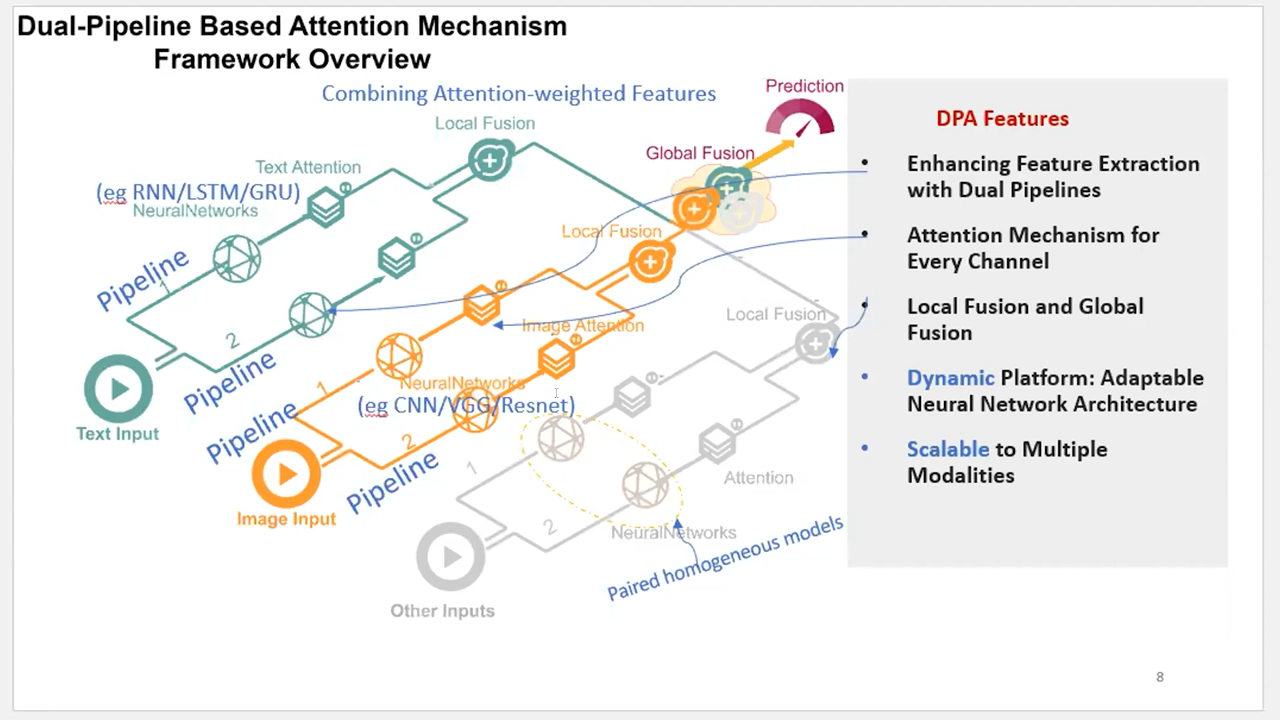 Dual-Pipeline Based Attention Mechanism
Framework Overview
Combining Attention-weighted Features
Local Fusion
Text Attention
(eg RNN/LSTM/GRU)
NeuralNetworks
Pipeline
1
2
Pipeline
Text Input
Prediction
Global Fusion
Local Fusion
Image Attention
NeuralNetworks
(eg CNN/VGG/Resnet)
1
Pipeline
2
Pipeline
Image Input
Local Fusion
Attention
NeuralNetworks
1
2
Other Inputs
Paired homogeneous models
DPA Features
• Enhancing Feature Extraction
with Dual Pipelines
• Attention Mechanism for
Every Channel
• Local Fusion and Global
Fusion
• Dynamic Platform: Adaptable
Neural Network Architecture
• Scalable to Multiple
Modalities
8